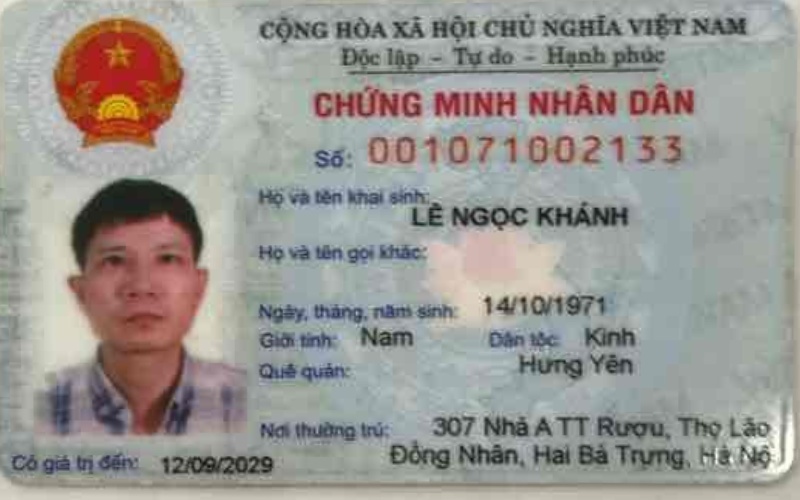 CỘNG HÒA XÃ HỘI CHỦ NGHĨA VIỆT NAM
Độc lập - Tự do - Hạnh phúc
CHỨNG MINH NHÂN DÂN
Số: 001071002133
Họ và tên khai sinh:
LÊ NGỌC KHÁNH
Họ và tên gọi khác:
Ngày, tháng, năm sinh: 14/10/1971
Giới tính: Nam Dân tộc: Kinh
Quê quán: Hưng Yên
Nơi thường trú: 307 Nhà A TT Rượu, Thọ Lão
Đồng Nhân, Hai Bà Trưng, Hà Nộ
Có giá trị đến: 12/09/2029